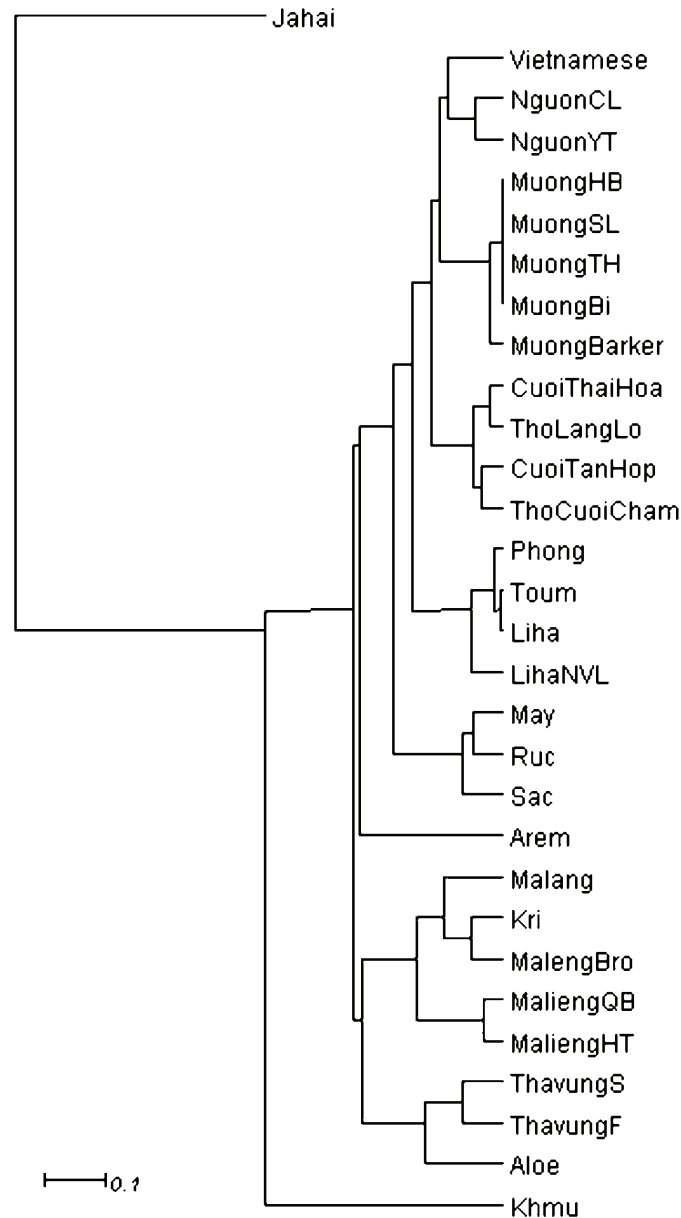 Jahai
Vietnamese
NguonCL
NguonYT
MuongHB
MuongSL
MuongTH
MuongBi
MuongBarker
CuoiThaiHoa
ThoLangLo
CuoiTanHop
ThoCuoiCham
Phong
Toum
Liha
LihaNVL
May
Ruc
Sac
Arem
Malang
Kri
MalengBro
MaliengQB
MaliengHT
ThavungS
ThavungF
Aloe
0.1
Khmu